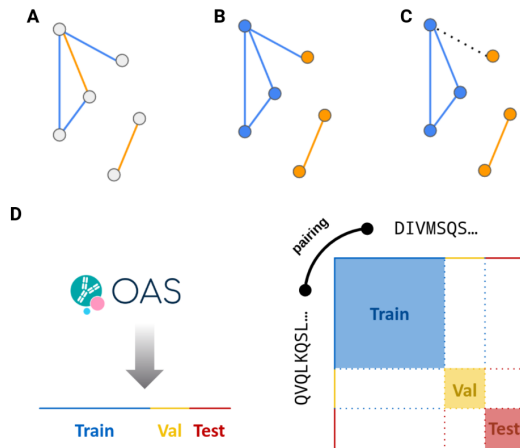 A
B
C
D
pairing
DIVMSQS...
OAS
QVQLKQSL...
Train
Val
Test
Train
Val
Test